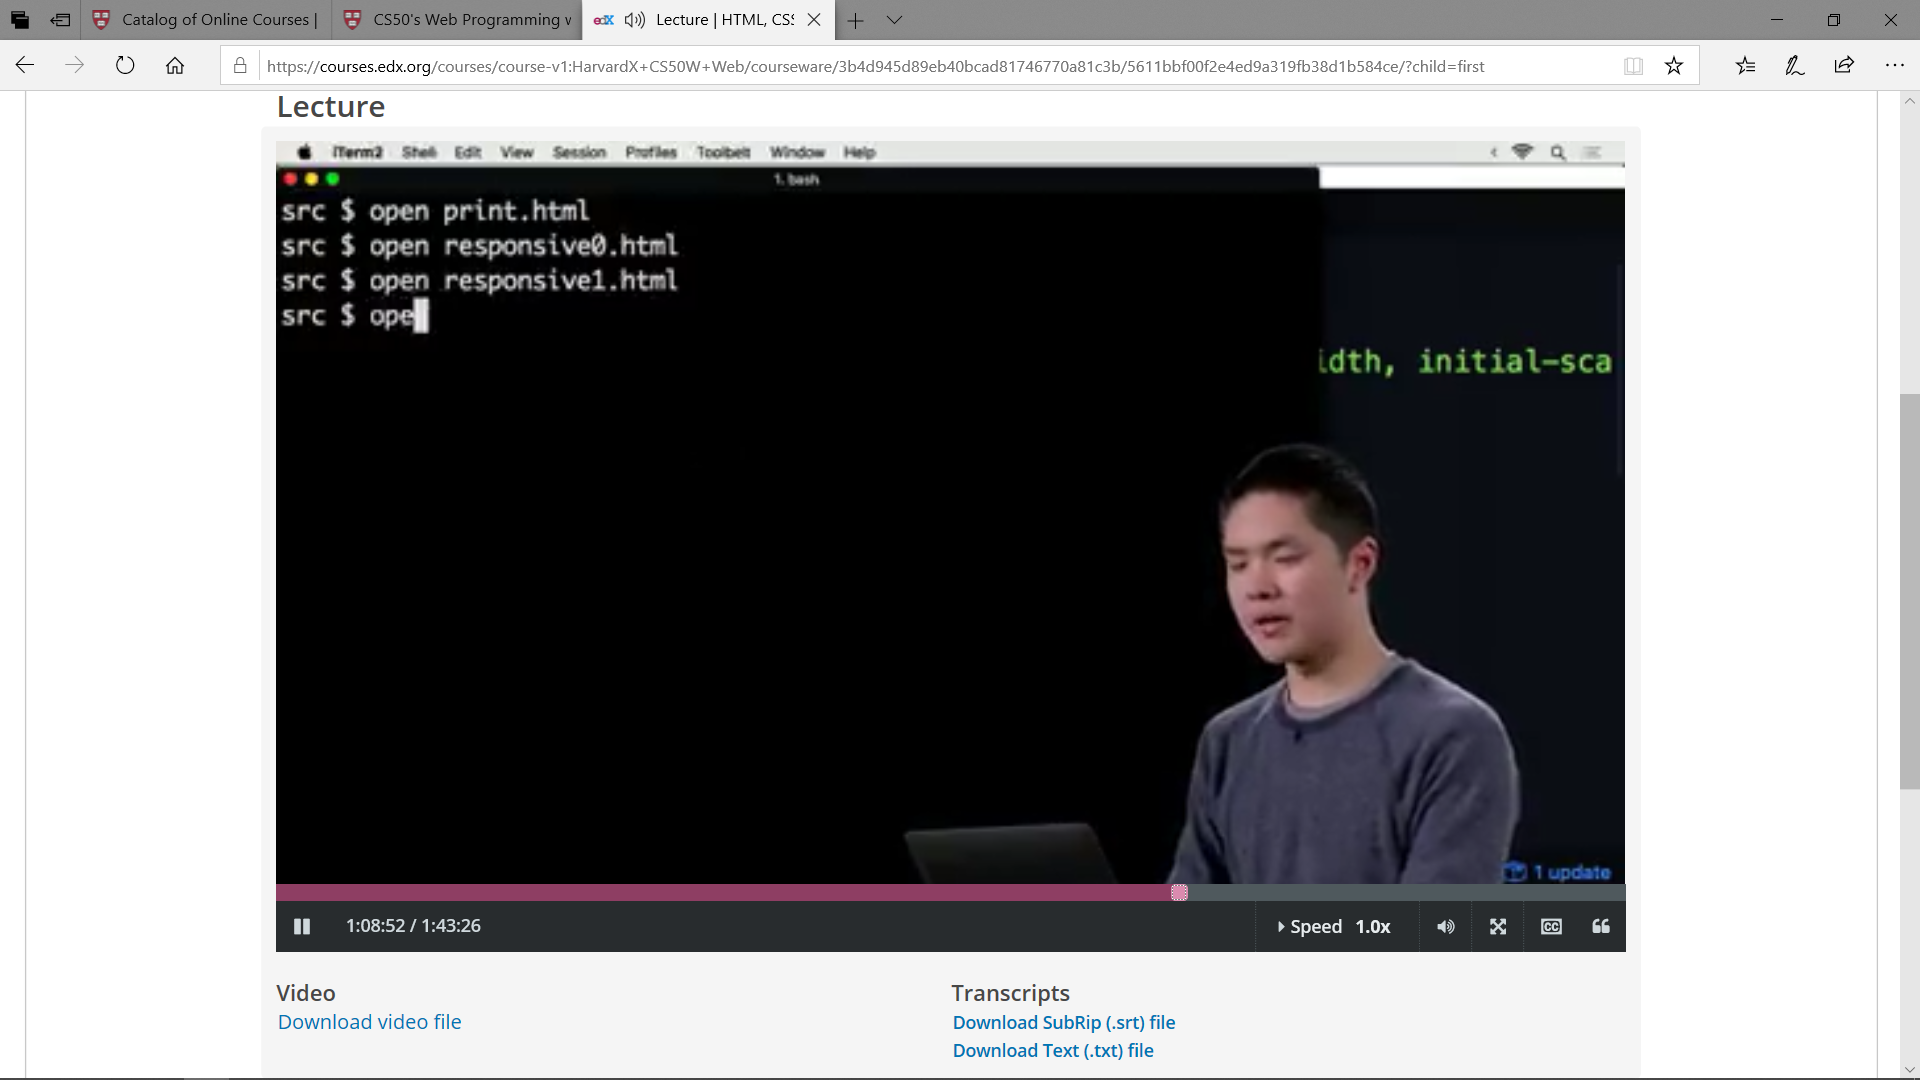 Catalog of Online Courses |
CS50's Web Programming w
edX Lecture | HTML, CSS
https://courses.edx.org/courses/course-v1:HarvardX+CS50W+Web/courseware/3b4d945d89eb40bcad81746770a81c3b/5611bbf00f2e4ed9a319fb38d1b584ce/?child=first
Lecture
iTerm2 Shell Edit View Session Profiles Toolbelt Window Help
1. bash
src $ open print.html
src $ open responsive0.html
src $ open responsive1.html
src $ ope
idth, initial-sca
1 update
1:08:52 / 1:43:26
Speed 1.0x
CC
Video
Download video file
Transcripts
Download SubRip (.srt) file
Download Text (.txt) file